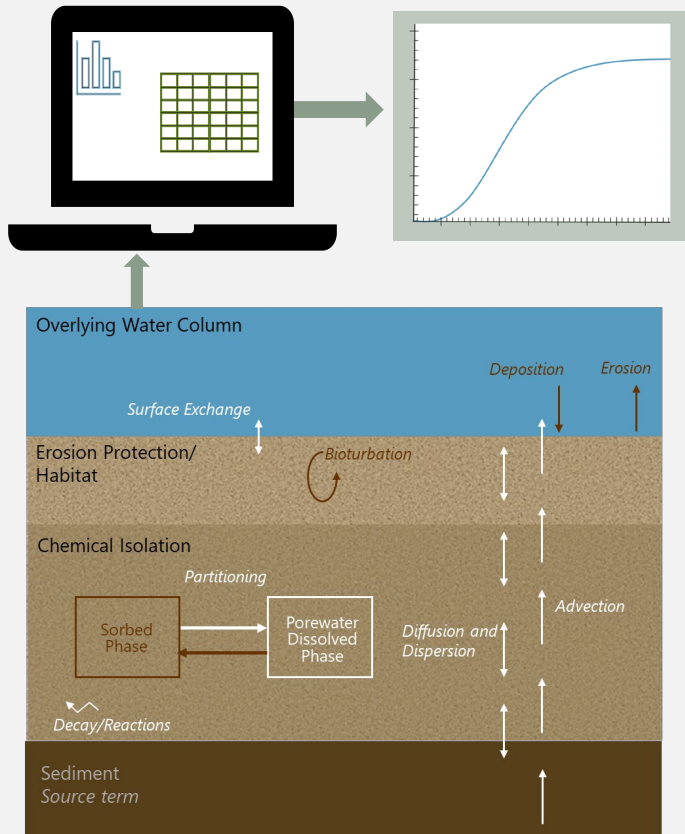 Overlying Water Column
Deposition
Erosion
Surface Exchange
Erosion Protection/
Habitat
Bioturbation
Chemical Isolation
Partitioning
Sorbed
Phase
Porewater
Dissolved
Phase
Diffusion and
Dispersion
Advection
Decay/Reactions
Sediment
Source term